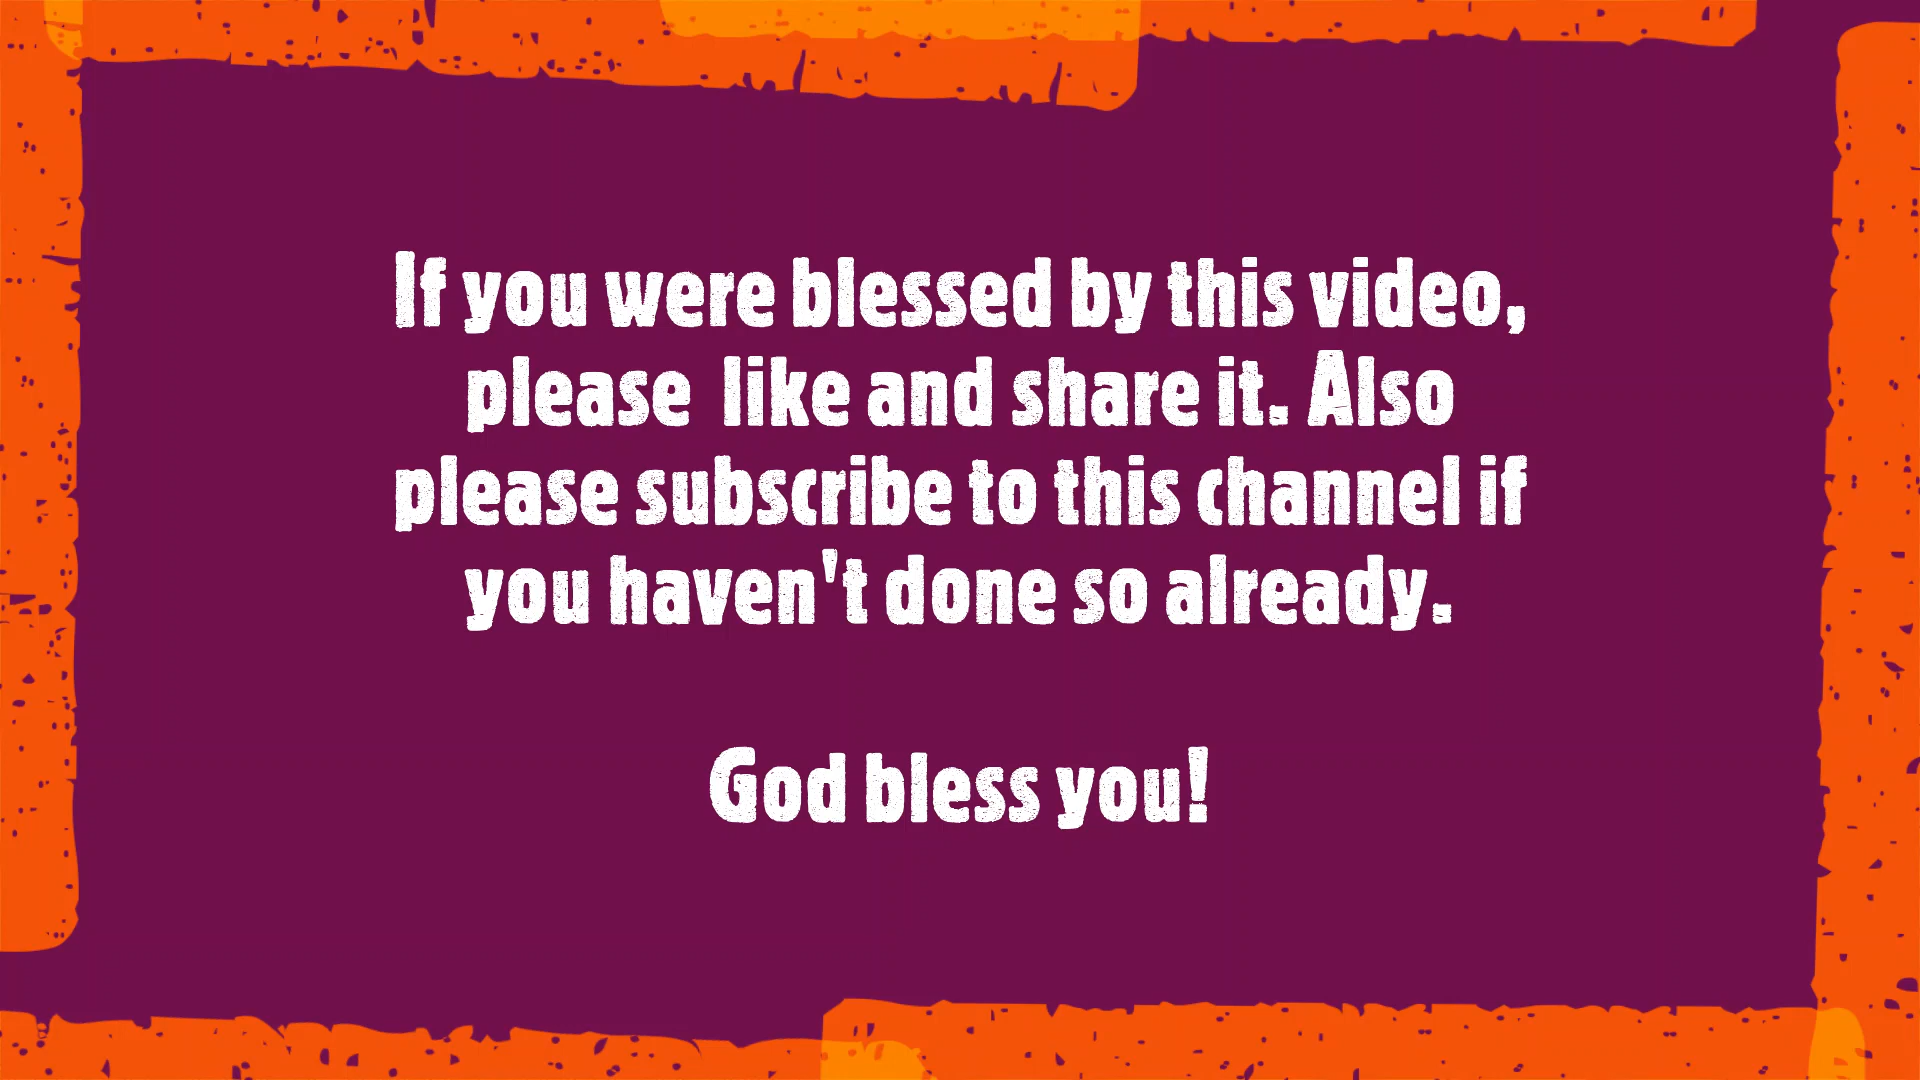 If you were blessed by this video,
please  like and share it. Also
please subscribe to this channel if
you haven't done so already.
God bless you!